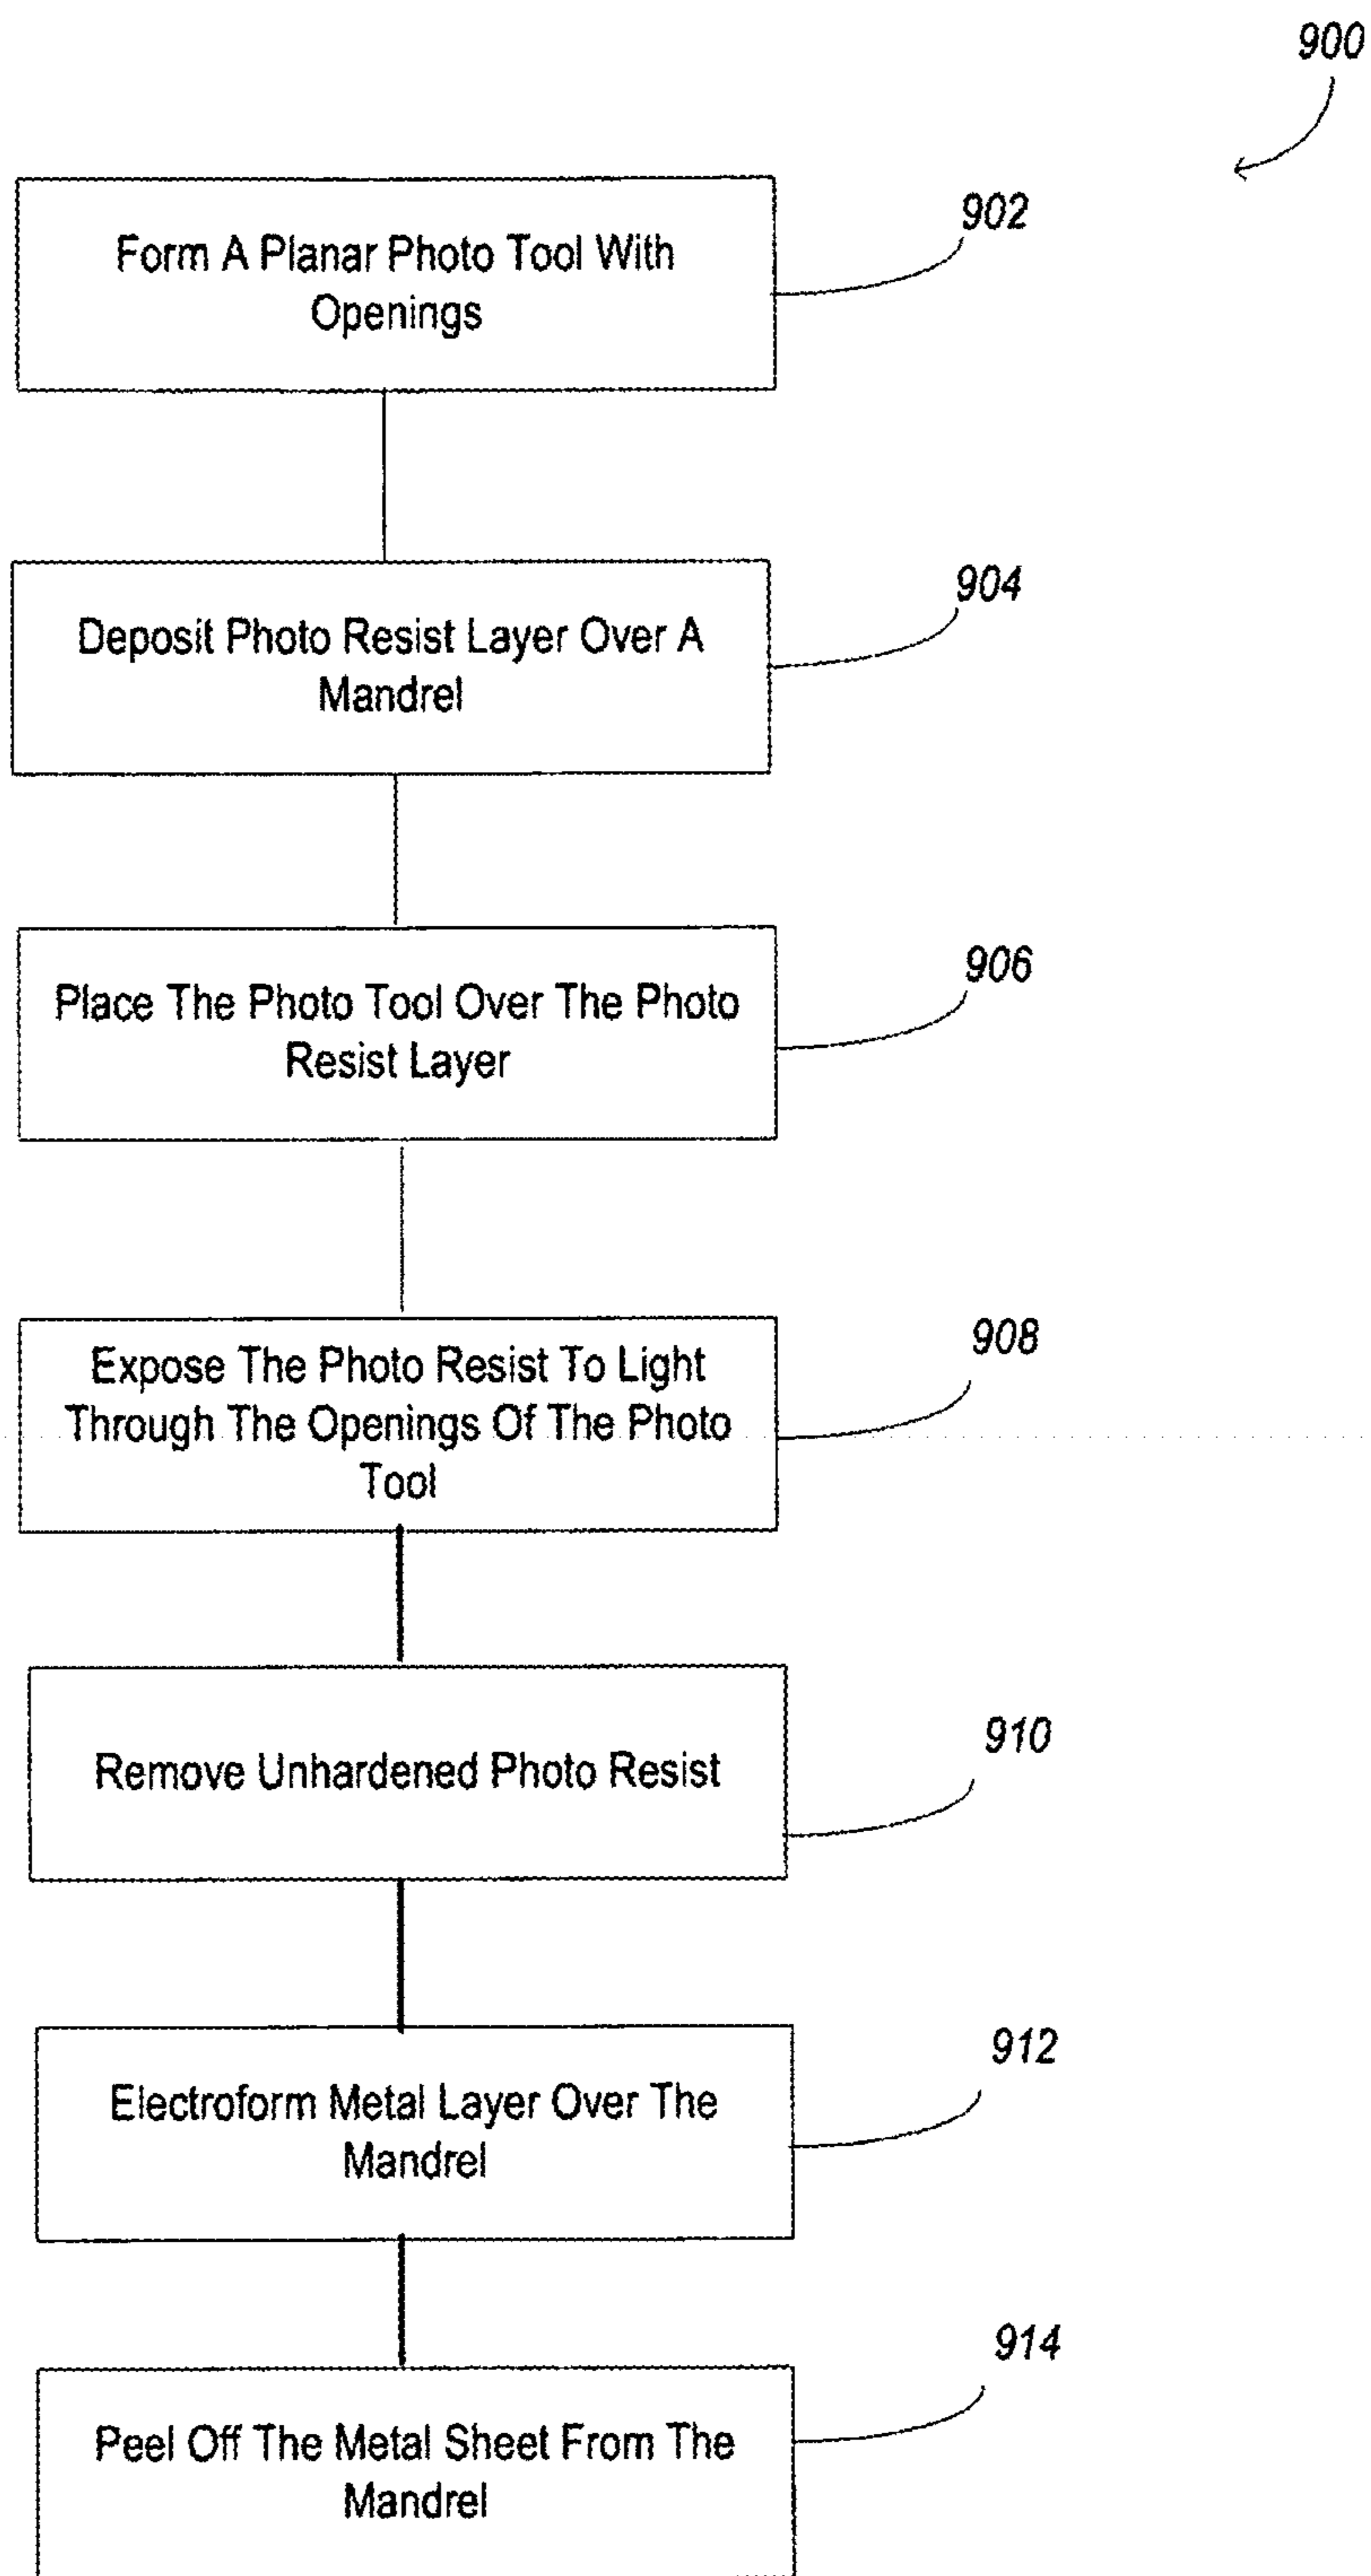 900
902
Form A Planar Photo Tool With
Openings
904
Deposit Photo Resist Layer Over A
Mandrel
906
Place The Photo Tool Over The Photo
Resist Layer
908
Expose The Photo Resist To Light
Through The Openings Of The Photo
Tool
910
Remove Unhardened Photo Resist
912
Electroform Metal Layer Over The
Mandrel
914
Peel Off The Metal Sheet From The
Mandrel